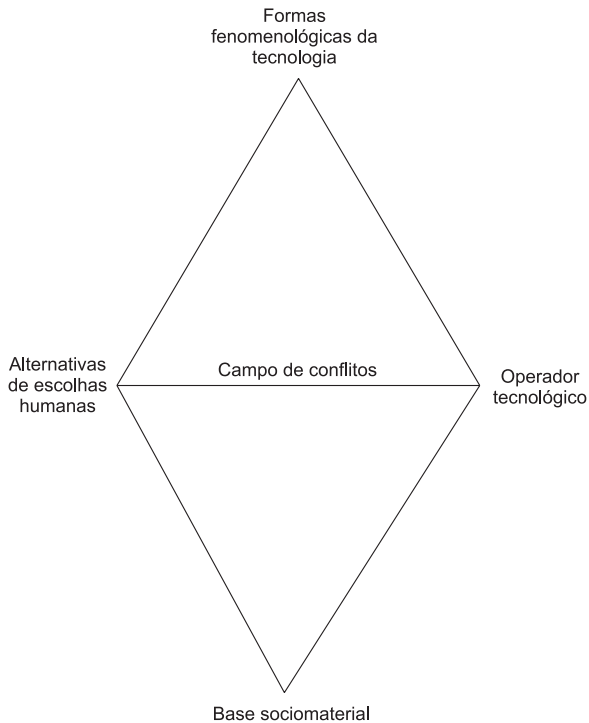 Formas
fenomenológicas da
tecnologia
Alternativas
de escolhas
humanas
Campo de conflitos
Operador
tecnológico
Base sociomaterial